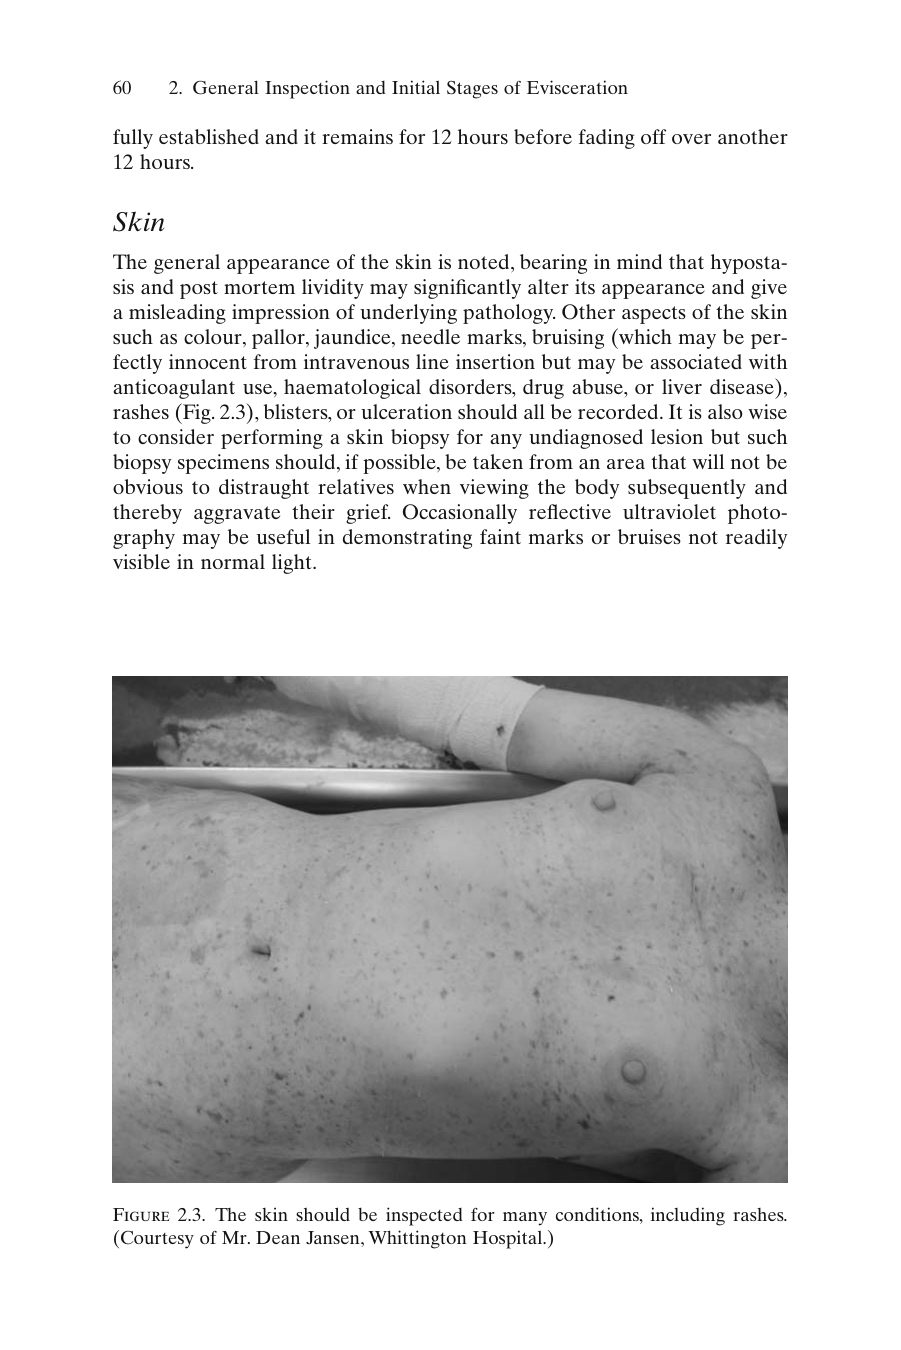 60 2. General Inspection and Initial Stages of Evisceration
fully established and it remains for 12 hours before fading off over another
12 hours.
Skin
The general appearance of the skin is noted, bearing in mind that hyposta-
sis and post mortem lividity may significantly alter its appearance and give
a misleading impression of underlying pathology. Other aspects of the skin
such as colour, pallor, jaundice, needle marks, bruising (which may be per-
fectly innocent from intravenous line insertion but may be associated with
anticoagulant use, haematological disorders, drug abuse, or liver disease),
rashes (Fig. 2.3), blisters, or ulceration should all be recorded. It is also wise
to consider performing a skin biopsy for any undiagnosed lesion but such
biopsy specimens should, if possible, be taken from an area that will not be
obvious to distraught relatives when viewing the body subsequently and
thereby aggravate their grief. Occasionally reflective ultraviolet photo-
graphy may be useful in demonstrating faint marks or bruises not readily
visible in normal light.
FIGURE 2.3. The skin should be inspected for many conditions, including rashes.
(Courtesy of Mr. Dean Jansen, Whittington Hospital.)